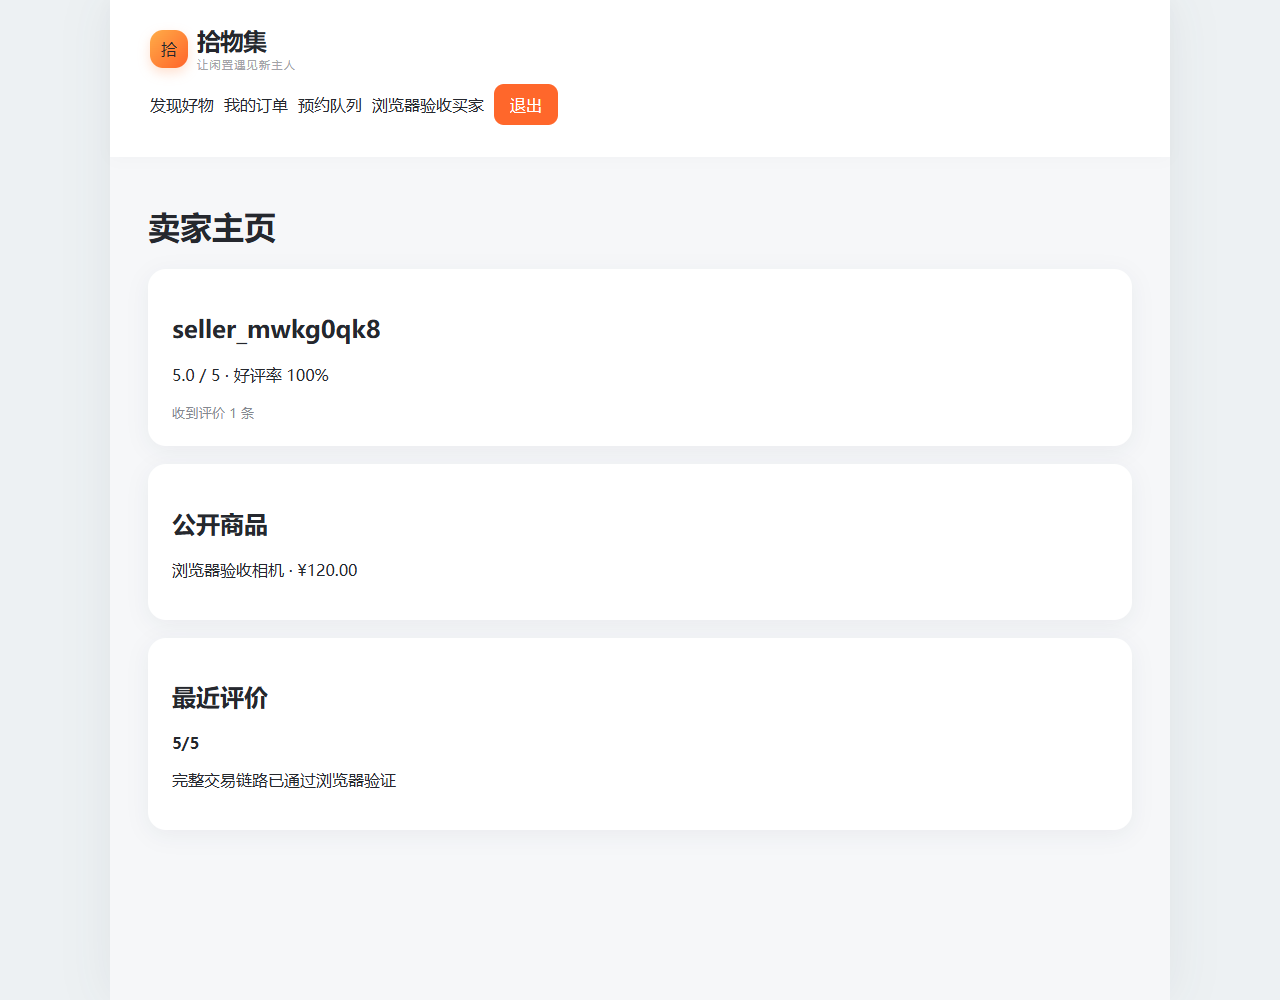 拾
拾物集
让闲置遇见新主人
发现好物 我的订单 预约队列 浏览器验收买家 退出
卖家主页
seller_mwkg0qk8
5.0 / 5 · 好评率 100%
收到评价 1 条
公开商品
浏览器验收相机 · ¥120.00
最近评价
5/5
完整交易链路已通过浏览器验证